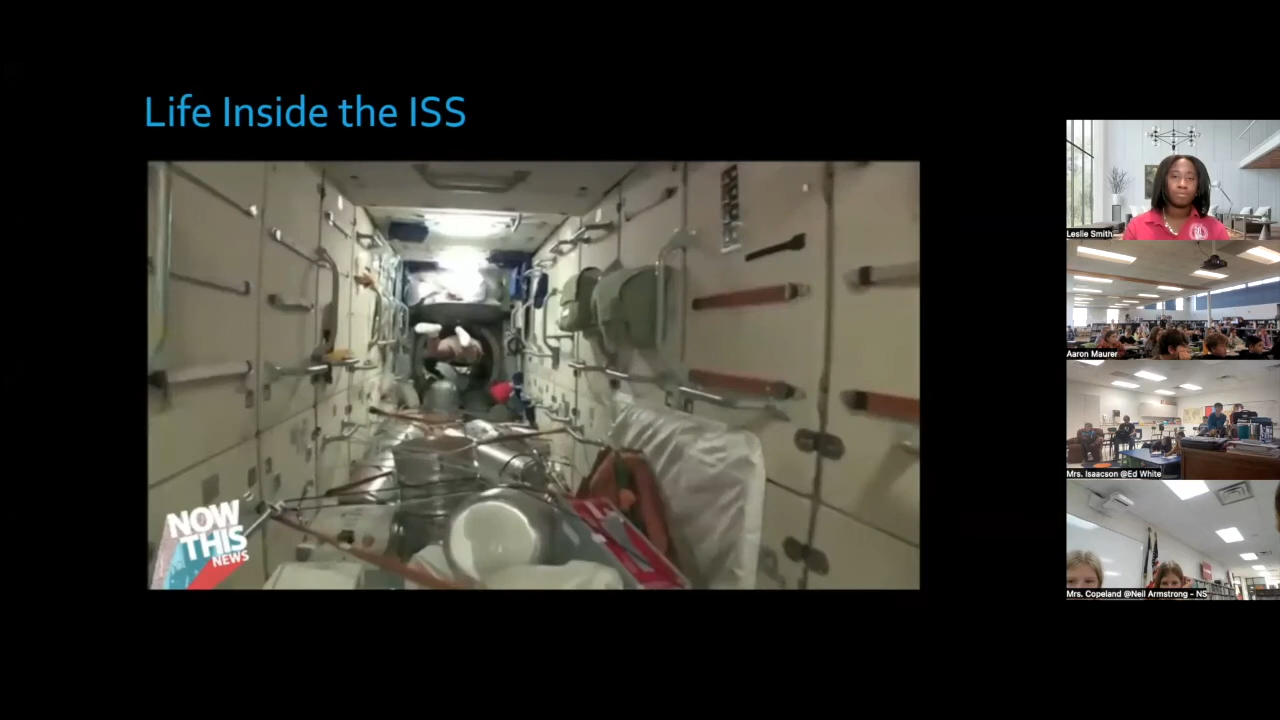 Life Inside the ISS
NOW
THIS
NEWS
Leslie Smith
Aaron Maurer
Mrs. Isaacson @Ed White
Mrs. Copeland @Neil Armstrong - NS